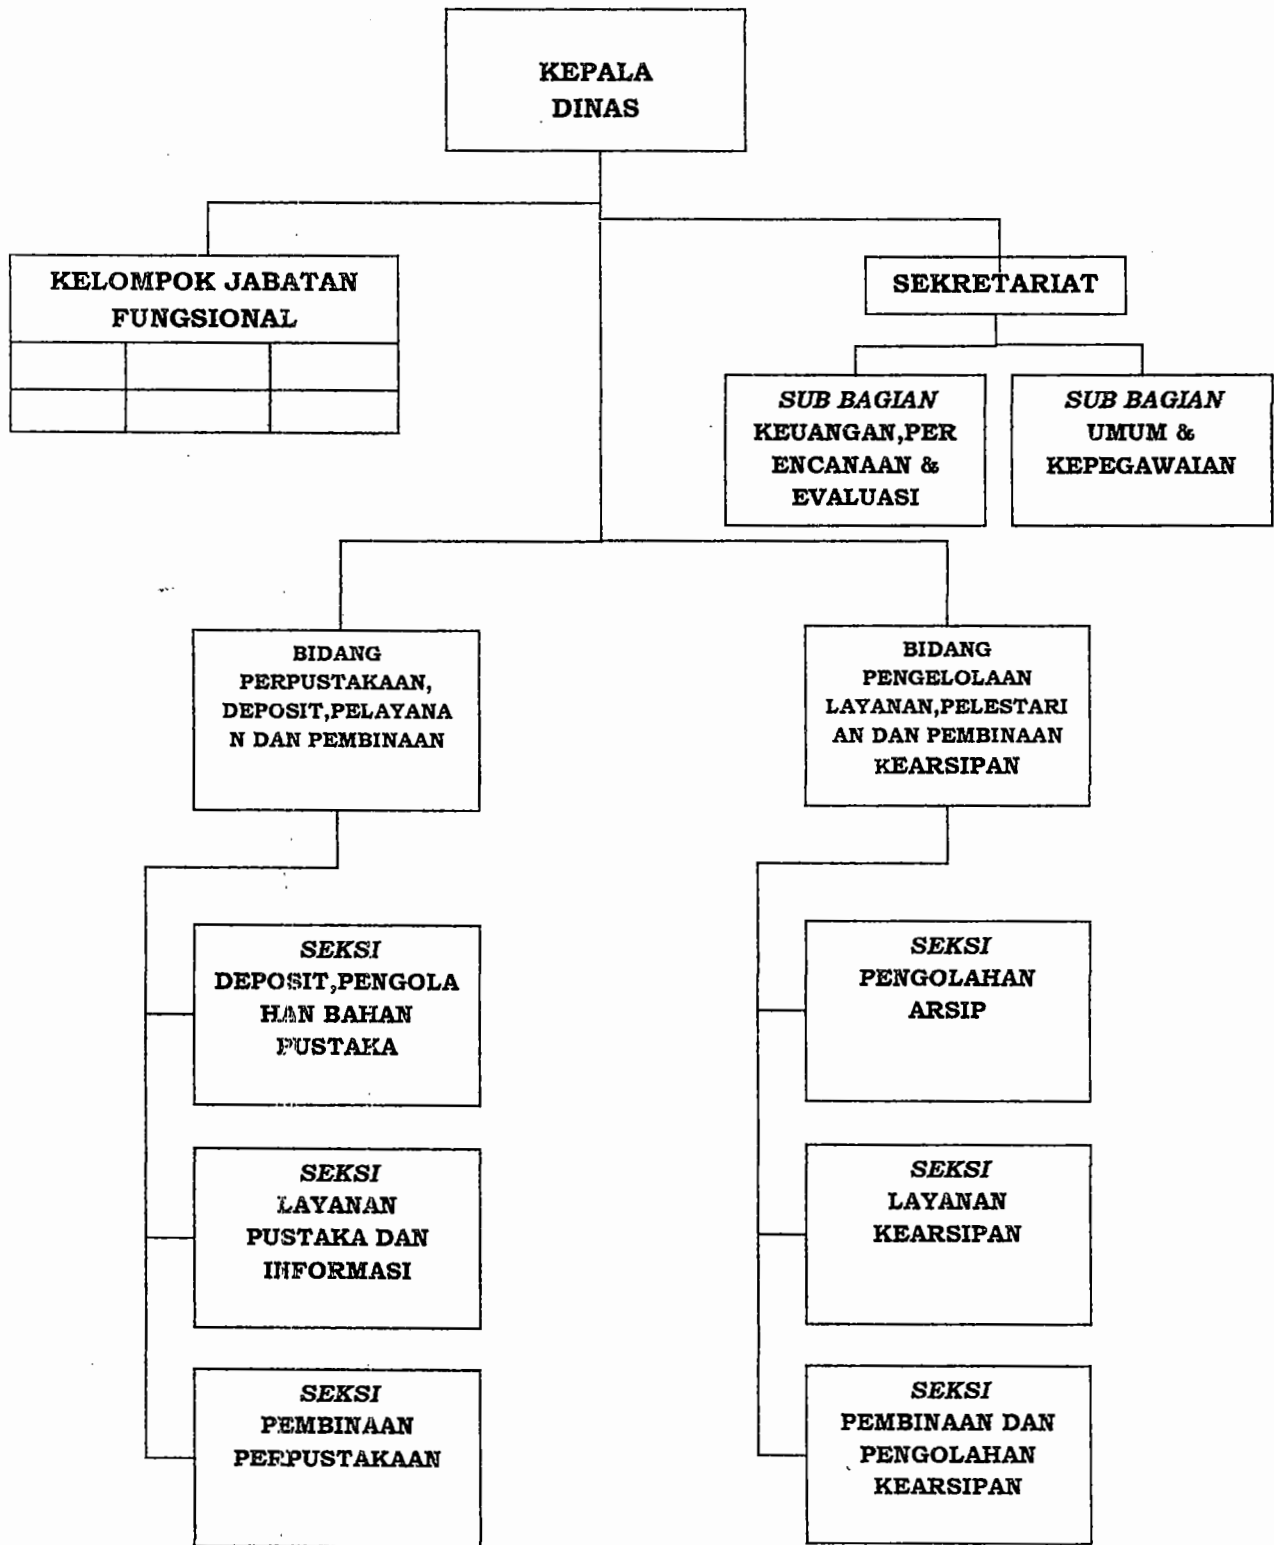 KEPALA
DINAS
KELOMPOK JABATAN
FUNGSIONAL
SEKRETARIAT
SUB BAGIAN
KEUANGAN,PER
ENCANAAN &
EVALUASI
SUB BAGIAN
UMUM &
KEPEGAWAIAN
BIDANG
PERPUSTAKAAN,
DEPOSIT,PELAYANA
N DAN PEMBINAAN
BIDANG
PENGELOLAAN
LAYANAN,PELESTARI
AN DAN PEMBINAAN
KEARSIPAN
SEKSI
DEPOSIT,PENGOLA
HAN BAHAN
PUSTAKA
SEKSI
LAYANAN
PUSTAKA DAN
INFORMASI
SEKSI
PEMBINAAN
PERPUSTAKAAN
SEKSI
PENGOLAHAN
ARSIP
SEKSI
LAYANAN
KEARSIPAN
SEKSI
PEMBINAAN DAN
PENGOLAHAN
KEARSIPAN